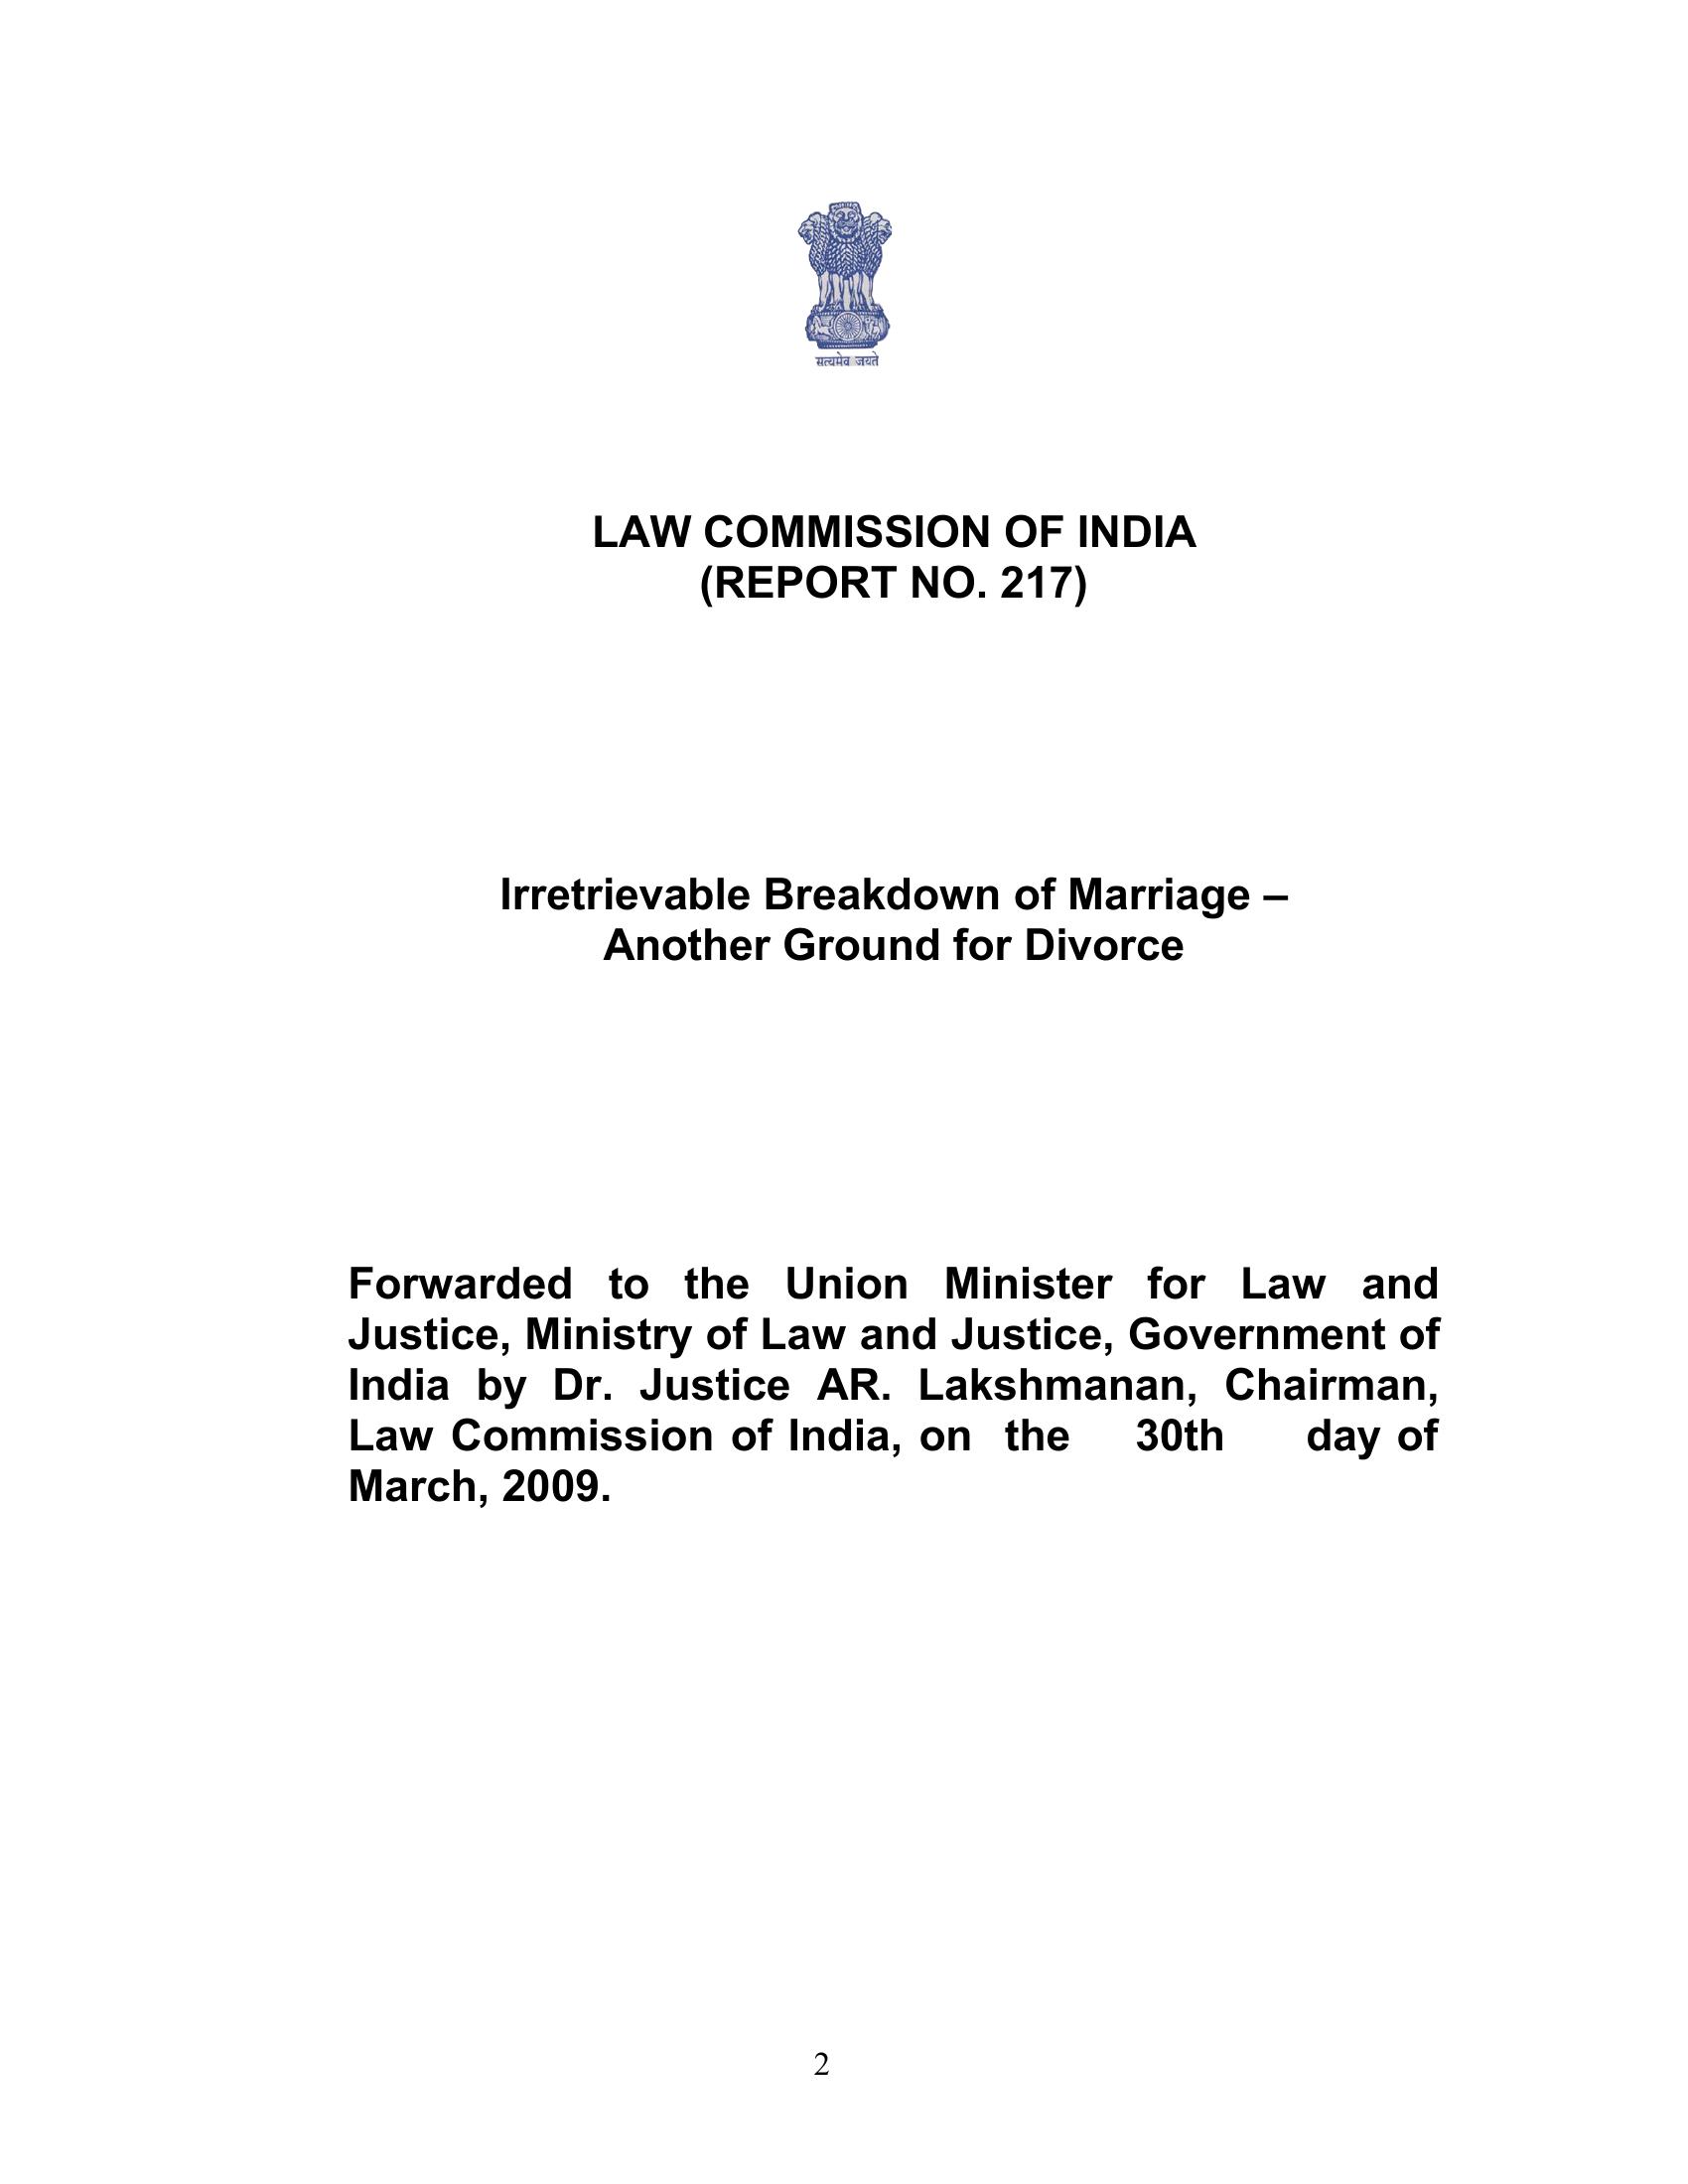 सत्यमेव जयते
LAW COMMISSION OF INDIA
(REPORT NO. 217)
Irretrievable Breakdown of Marriage –
Another Ground for Divorce
Forwarded to the Union Minister for Law and
Justice, Ministry of Law and Justice, Government of
India by Dr. Justice AR. Lakshmanan, Chairman,
Law Commission of India, on the 30th day of
March, 2009.
2